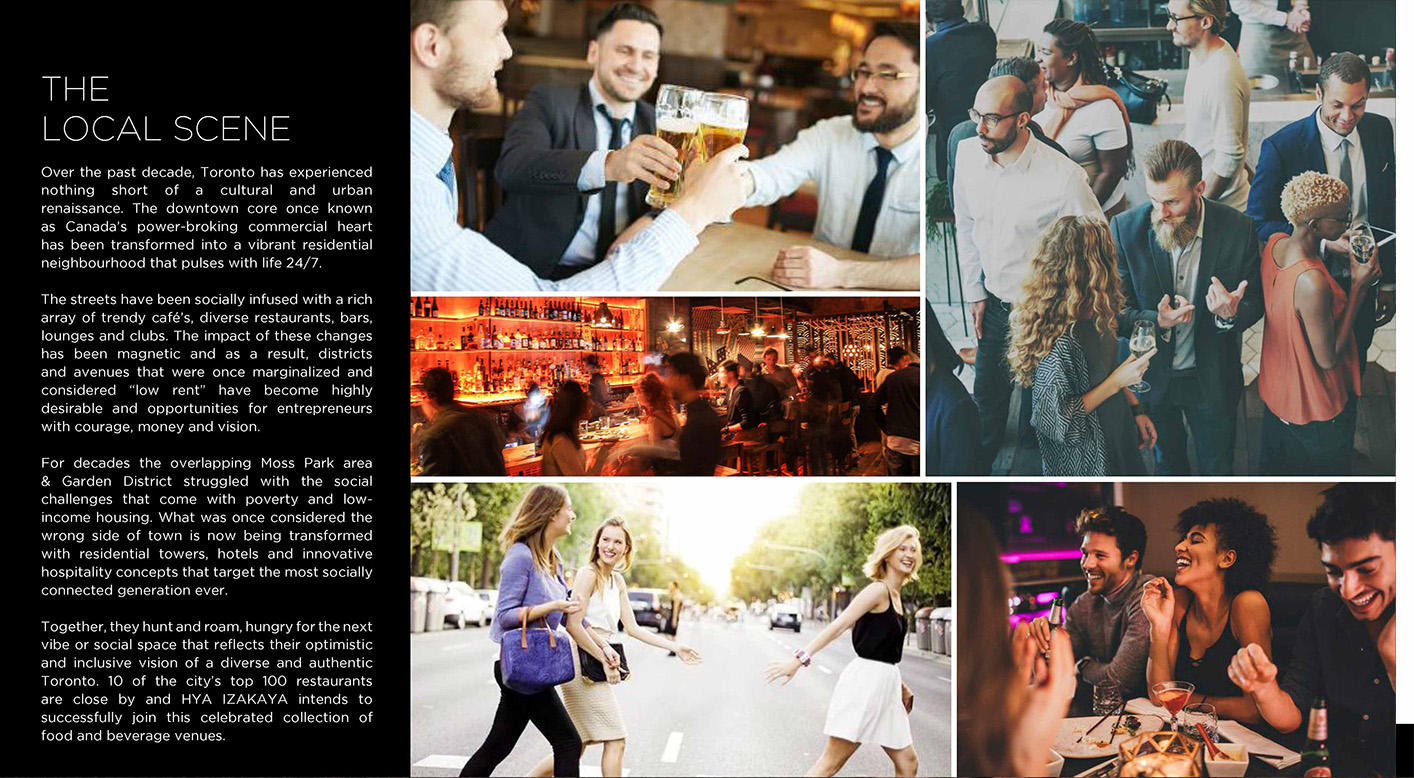 THE
LOCAL SCENE
Over the past decade, Toronto has experienced
nothing short of a cultural and urban
renaissance. The downtown core once known
as Canada's power-broking commercial heart
has been transformed into a vibrant residential
neighbourhood that pulses with life 24/7.
The streets have been socially infused with a rich
array of trendy café's, diverse restaurants, bars,
lounges and clubs. The impact of these changes
has been magnetic and as a result, districts
and avenues that were once marginalized and
considered “low rent” have become highly
desirable and opportunities for entrepreneurs
with courage, money and vision.
For decades the overlapping Moss Park area
& Garden District struggled with the social
challenges that come with poverty and low-
income housing. What was once considered the
wrong side of town is now being transformed
with residential towers, hotels and innovative
hospitality concepts that target the most socially
connected generation ever.
Together, they hunt and roam, hungry for the next
vibe or social space that reflects their optimistic
and inclusive vision of a diverse and authentic
Toronto. 10 of the city's top 100 restaurants
are close by and HYA IZAKAYA intends to
successfully join this celebrated collection of
food and beverage venues.